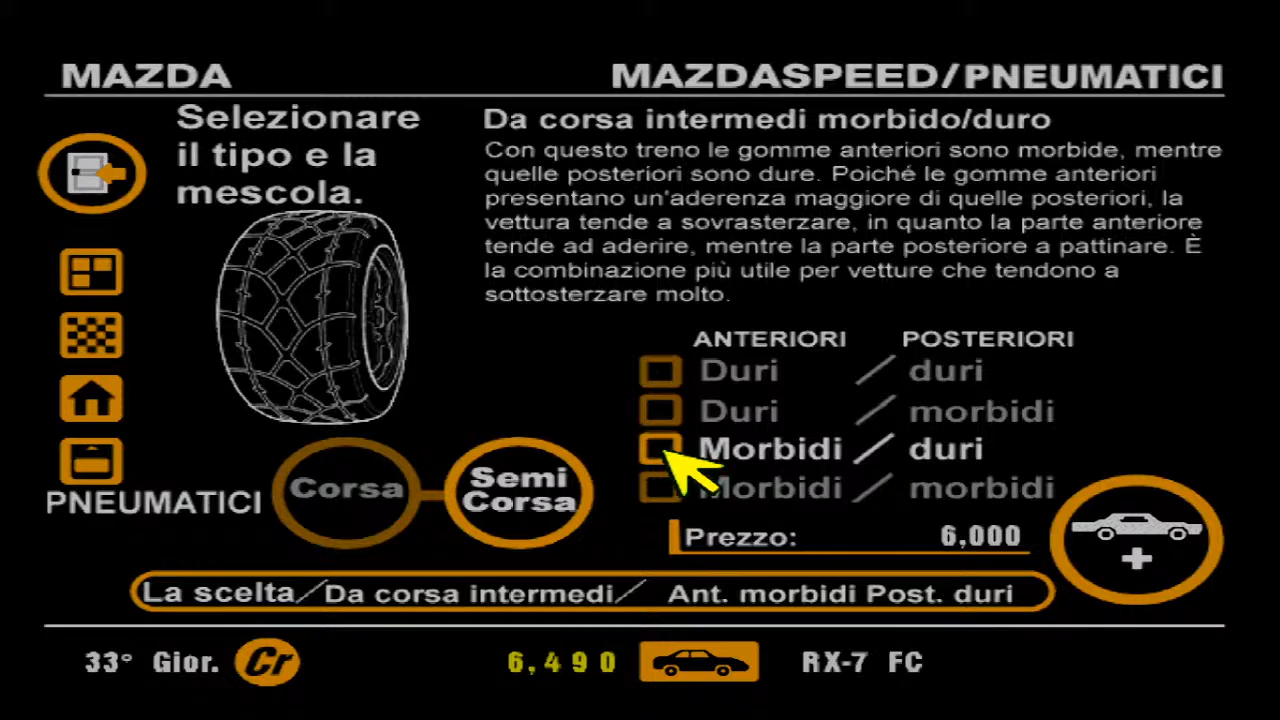 MAZDA
MAZDASPEED/PNEUMATICI
Selezionare
il tipo e la
mescola.
Da corsa intermedi morbido/duro
Con questo treno le gomme anteriori sono morbide, mentre
quelle posteriori sono dure. Poiché le gomme anteriori
presentano un'aderenza maggiore di quelle posteriori, la
vettura tende a sovrasterzare, in quanto la parte anteriore
tende ad aderire, mentre la parte posteriore a pattinare. È
la combinazione più utile per vetture che tendono a
sottosterzare molto.
ANTERIORI POSTERIORI
Duri / duri
Duri / morbidi
Morbidi / duri
Morbidi / morbidi
PNEUMATICI
Corsa
Semi
Corsa
Prezzo: 6,000
La scelta/Da corsa intermedi/ Ant. morbidi Post. duri
33° Gior. Cr 6,490 RX-7 FC